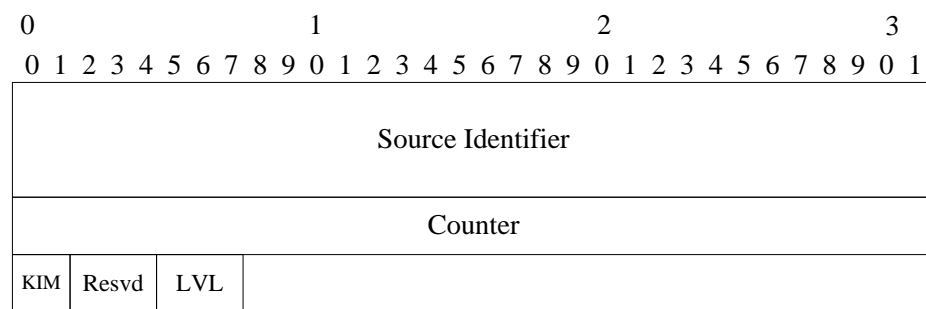 0 1 2 3
0 1 2 3 4 5 6 7 8 9 0 1 2 3 4 5 6 7 8 9 0 1 2 3 4 5 6 7 8 9 0 1
Source Identifier
Counter
KIM Resvd LVL